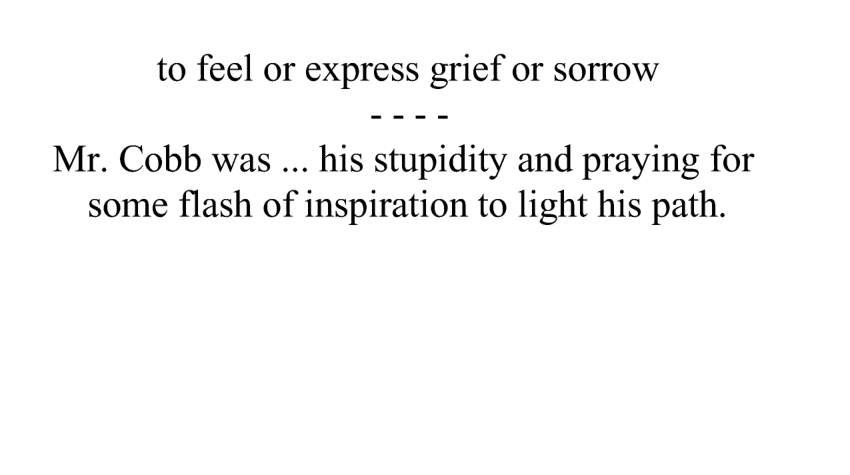 to feel or express grief or sorrow
- - - -
Mr. Cobb was ... his stupidity and praying for
some flash of inspiration to light his path.